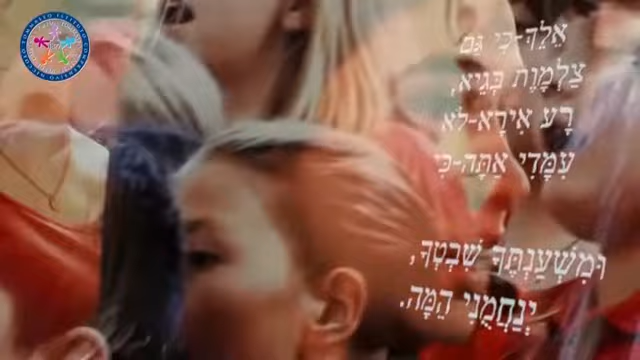 אֵלֵךְ-כִּי גַּם
צַלְמָוֶת בְּגֵיא,
רָע אִירָא-לֹא
עִמָּדִי אַתָּה-כִּי
וּמִשְׁעַנְתֶּךָ שִׁבְטְךָ,
יְנַחֲמֻנִי הֵמָּה.